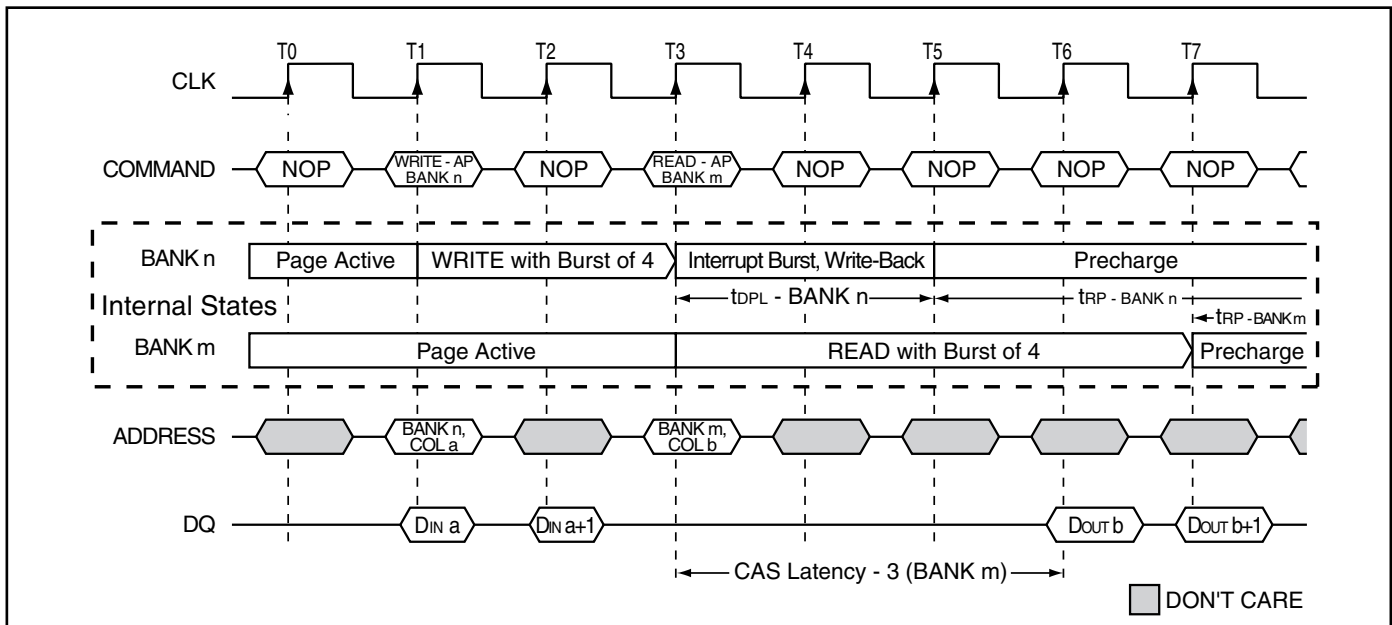 T0 T1 T2 T3 T4 T5 T6 T7
CLK
COMMAND NOP WRITE - AP BANK n NOP READ - AP BANK m NOP NOP NOP NOP
BANK n Page Active WRITE with Burst of 4 Interrupt Burst, Write-Back Precharge
Internal States tDPL - BANK n tRP - BANK n
tRP - BANK m
BANK m Page Active READ with Burst of 4 Precharge
ADDRESS BANK n, COL a BANK m, COL b
DQ DIN a DIN a+1 DOUT b DOUT b+1
CAS Latency - 3 (BANK m)
DON'T CARE